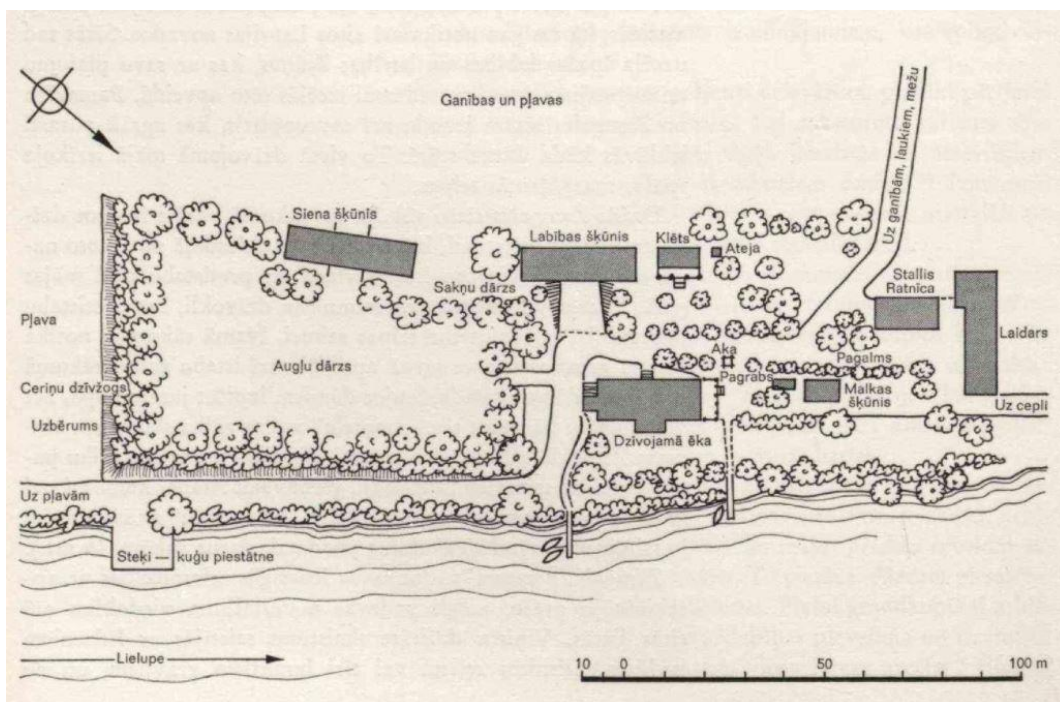 Ganības un pļavas
Uz ganībām, laukiem, mežu
Siena šķūnis
Labības šķūnis
Klēts
Ateja
Stallis
Ratnīca
Sakņu dārzs
Laidars
Pļava
Augļu dārzs
Aka
Pagalms
Ceriņu dzīvžogs
Pagrabs
Malkas
šķūnis
Uz cepli
Uzbērums
Dzīvojamā ēka
Uz pļavām
Steķi — kuģu piestātne
Lielupe
10 0 50 100 m